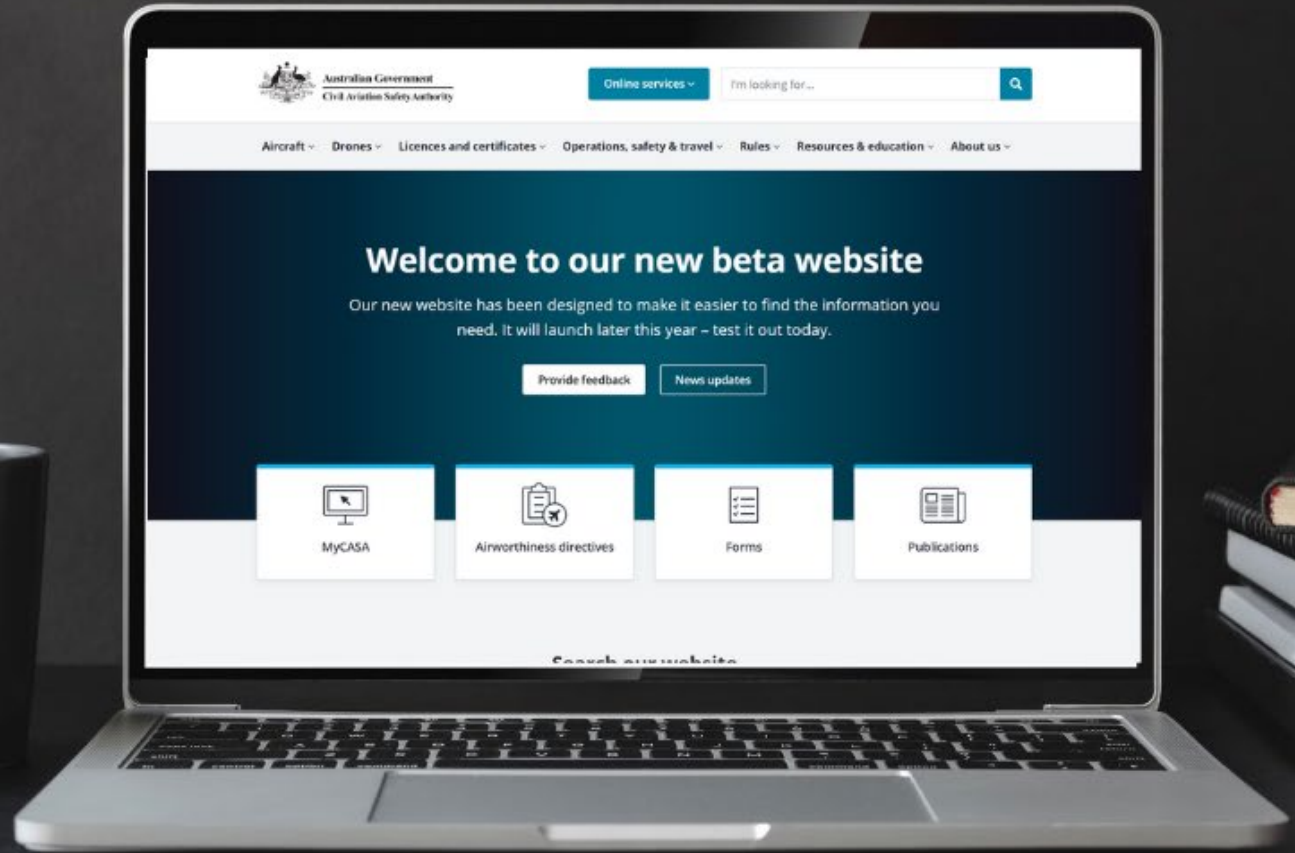 Australian Government
Civil Aviation Safety Authority
Online services
I'm looking for...
Aircraft Drones Licences and certificates Operations, safety & travel Rules Resources & education About us
Welcome to our new beta website
Our new website has been designed to make it easier to find the information you
need. It will launch later this year – test it out today.
Provide feedback News updates
MyCASA Airworthiness directives Forms Publications
Search our website